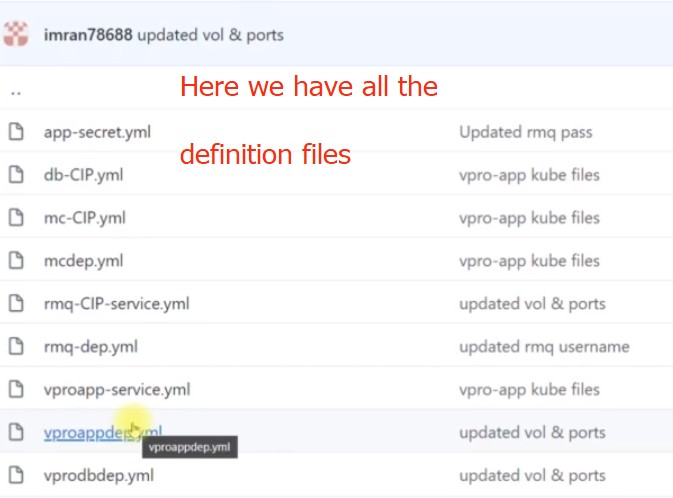 imran78688 updated vol & ports
Here we have all the
..
app-secret.yml Updated rmq pass
definition files
db-CIP.yml vpro-app kube files
mc-CIP.yml vpro-app kube files
mcdep.yml vpro-app kube files
rmq-CIP-service.yml updated vol & ports
rmq-dep.yml updated rmq username
vproapp-service.yml vpro-app kube files
vproappdep.yml updated vol & ports
vproappdep.yml
vprodbdep.yml updated vol & ports